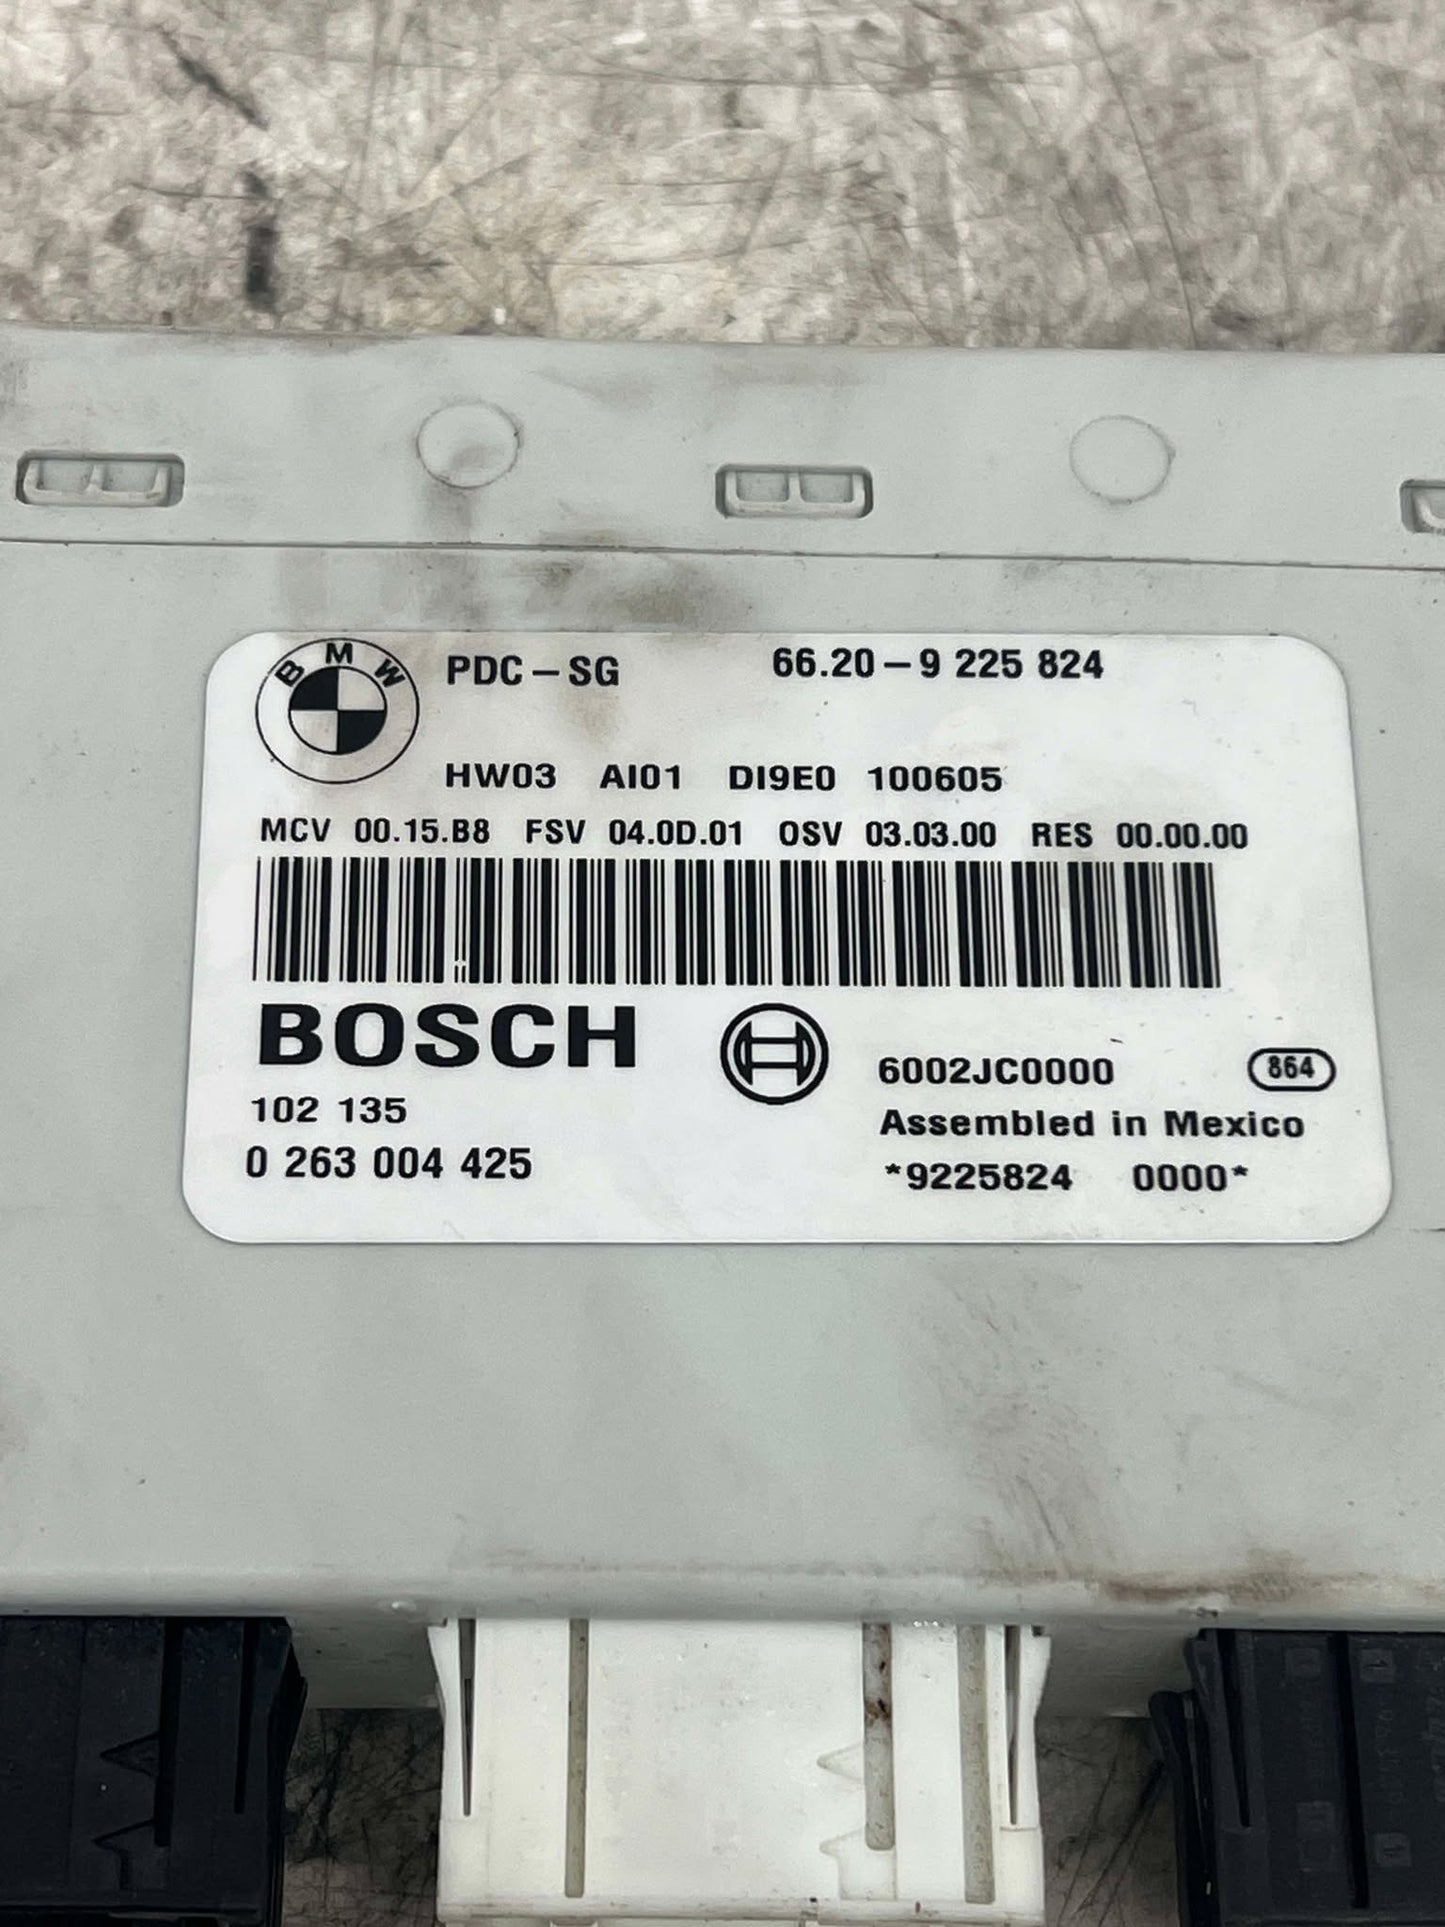 BMW PDC-SG 66.20-9 225 824
HW03 AI01 DI9E0 100605
MCV 00.15.B8 FSV 04.0D.01 OSV 03.03.00 RES 00.00.00
BOSCH
6002JC0000 864
102 135
Assembled in Mexico
0 263 004 425
*9225824 0000*